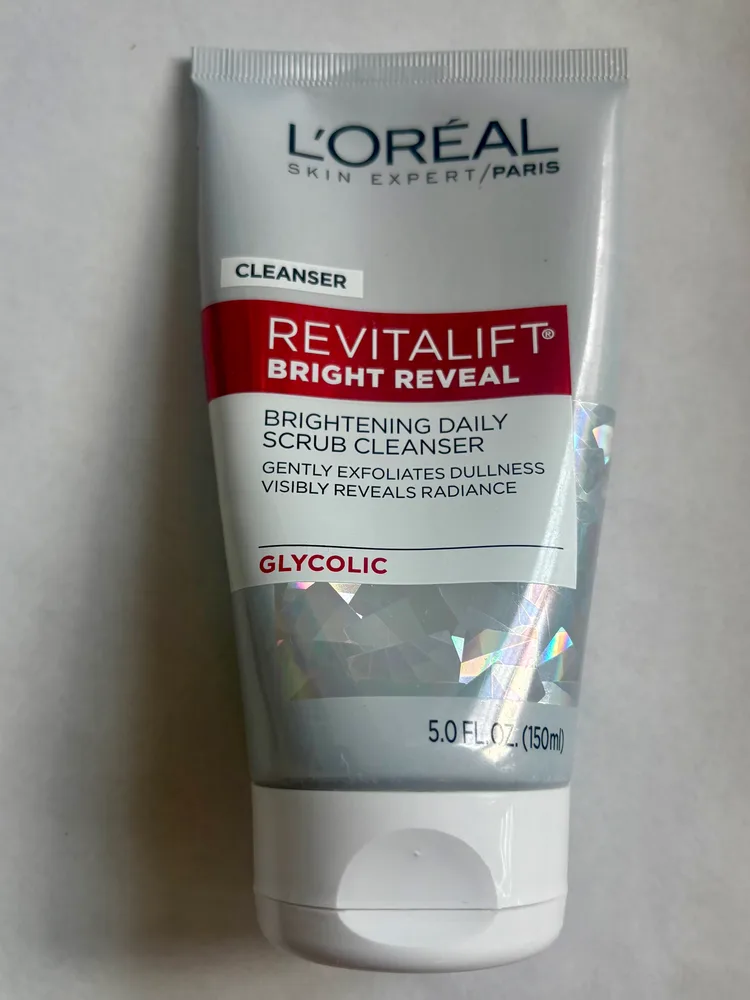 L'ORÉAL
SKIN EXPERT/PARIS
CLEANSER
REVITALIFT®
BRIGHT REVEAL
BRIGHTENING DAILY
SCRUB CLEANSER
GENTLY EXFOLIATES DULLNESS
VISIBLY REVEALS RADIANCE
GLYCOLIC
5.0 FL.OZ. (150ml)